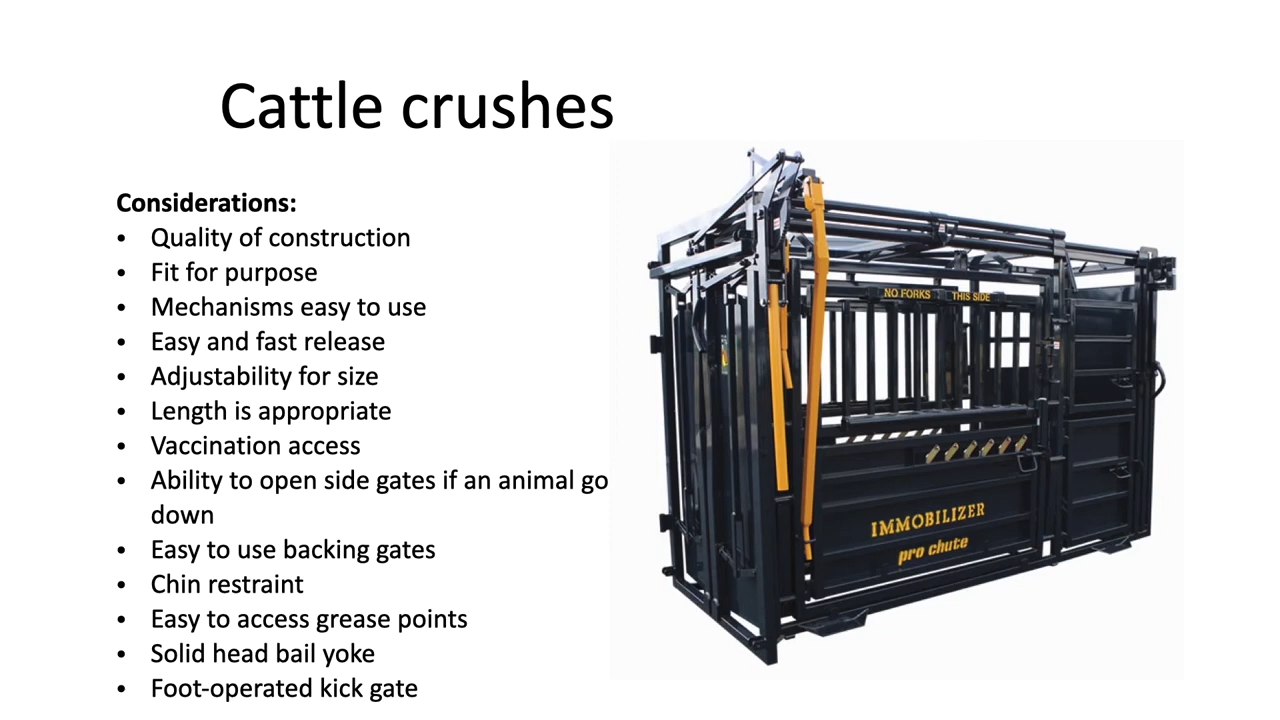 Cattle crushes
Considerations:
• Quality of construction
• Fit for purpose
• Mechanisms easy to use
• Easy and fast release
• Adjustability for size
• Length is appropriate
• Vaccination access
• Ability to open side gates if an animal go
down
• Easy to use backing gates
• Chin restraint
• Easy to access grease points
• Solid head bail yoke
• Foot-operated kick gate
NO FORKS THIS SIDE
IMMOBILIZER
pro chute